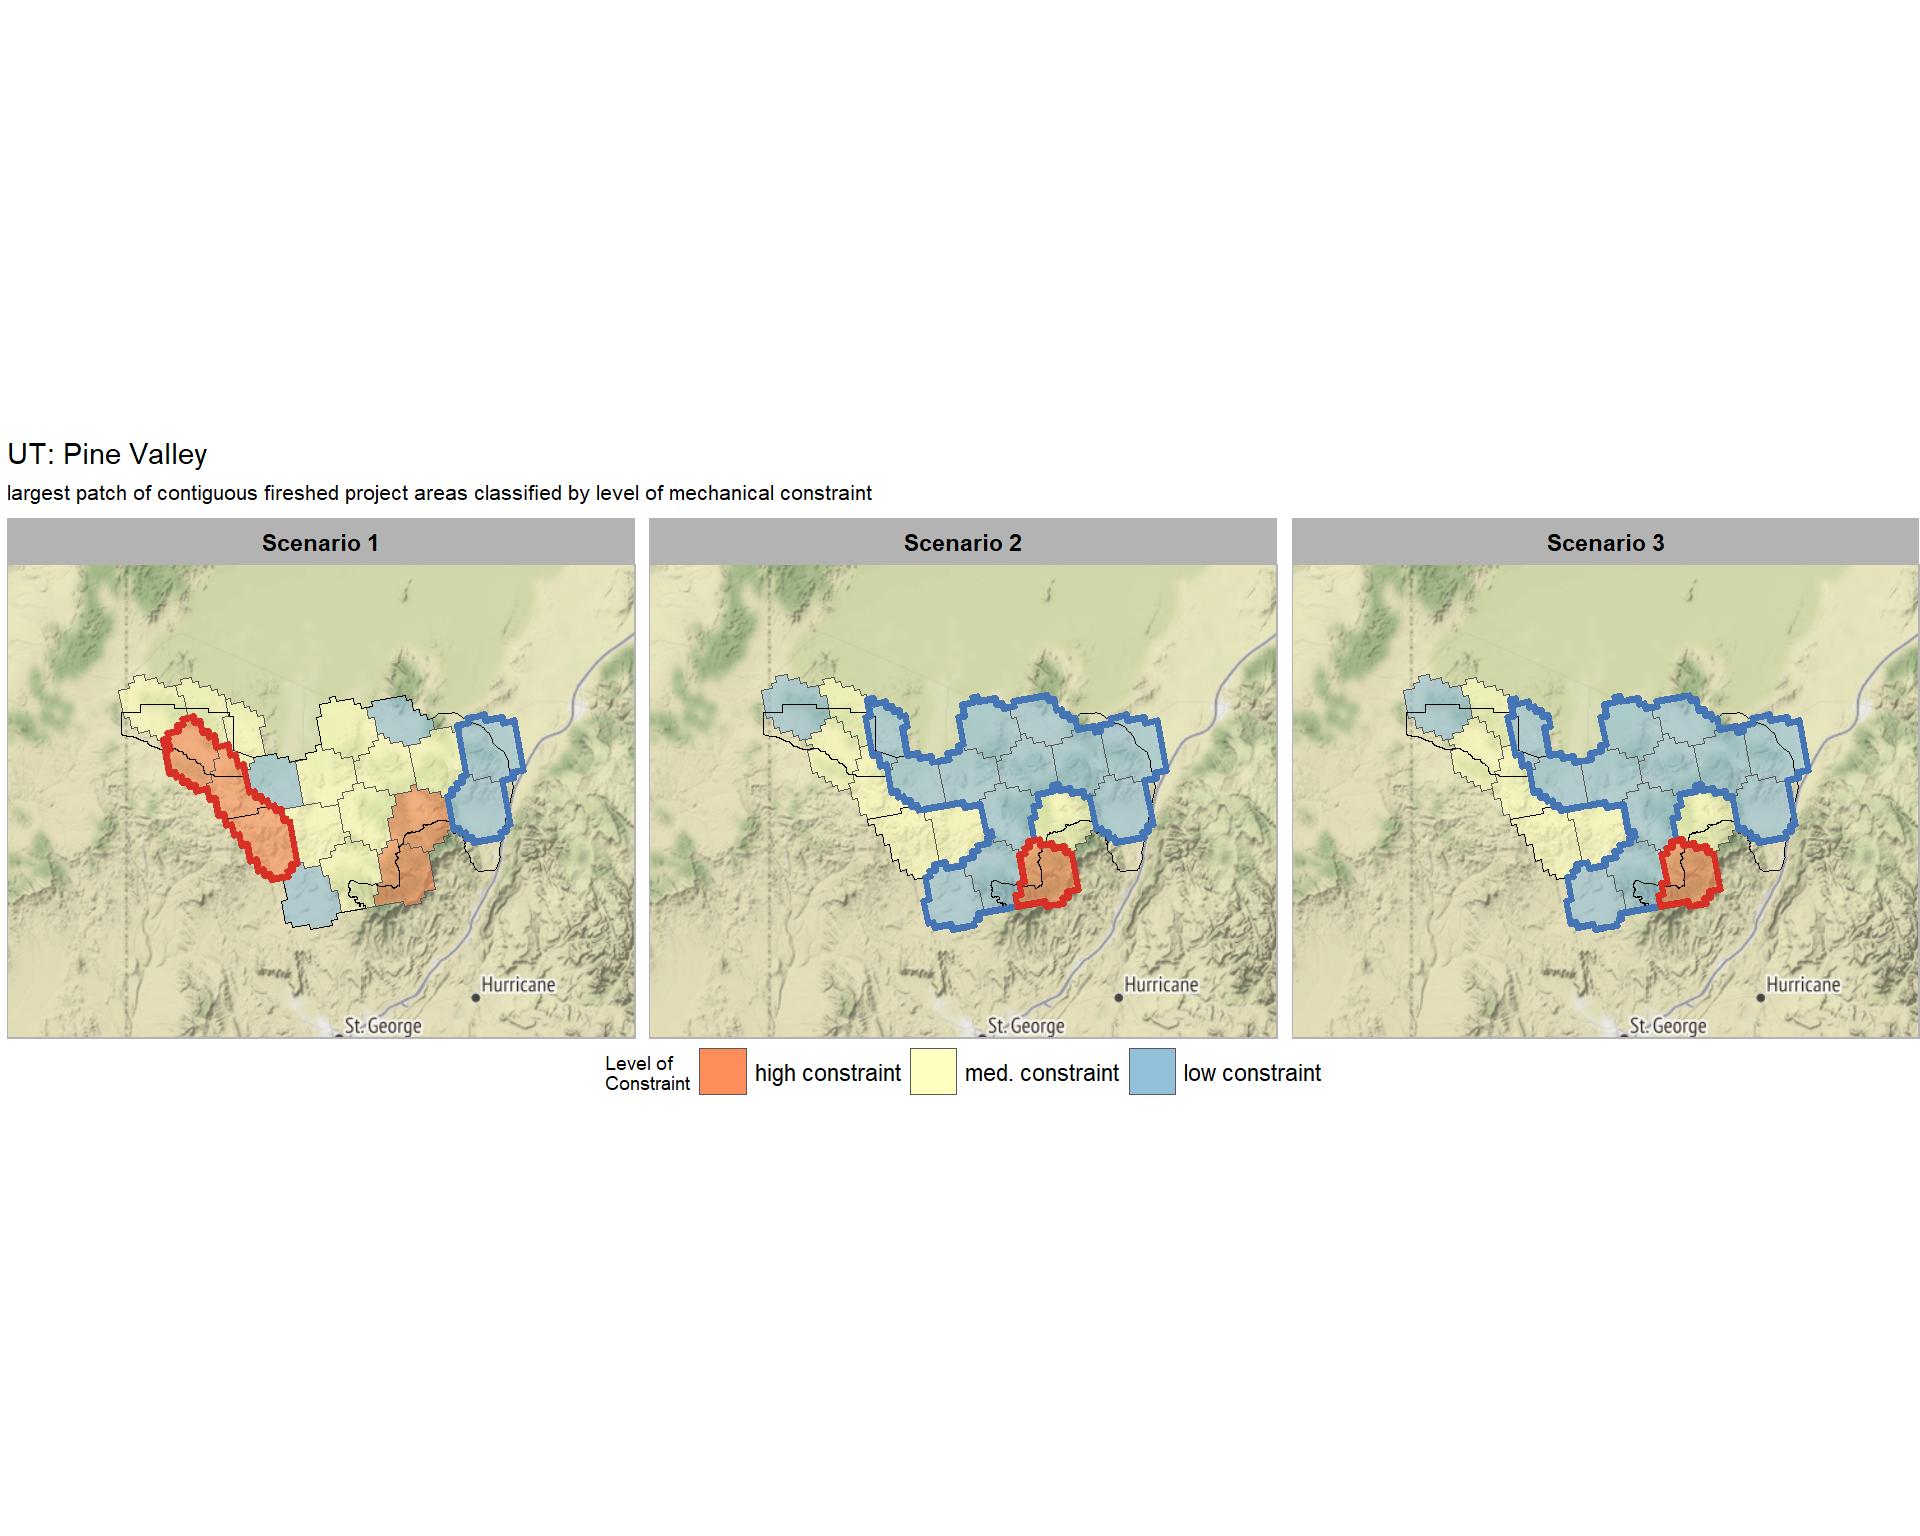 UT: Pine Valley
largest patch of contiguous fireshed project areas classified by level of mechanical constraint
Scenario 1
Scenario 2
Scenario 3
Hurricane
St. George
Hurricane
St. George
Hurricane
St. George
Level of
Constraint
high constraint
med. constraint
low constraint